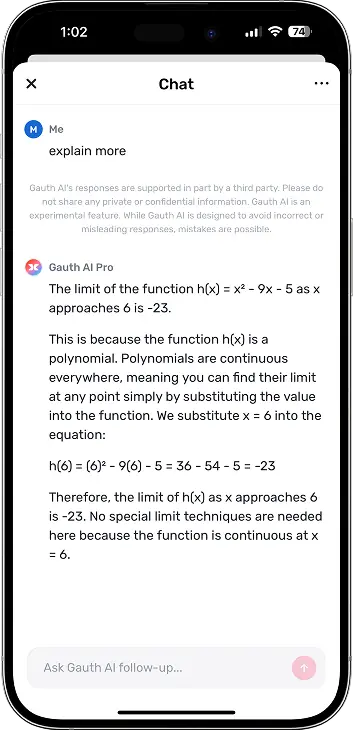 1:02
74
Chat
M Me
explain more
Gauth AI's responses are supported in part by a third party. Please do
not share any private or confidential information. Gauth AI is an
experimental feature. While Gauth AI is designed to avoid incorrect or
misleading responses, mistakes are possible.
Gauth AI Pro
The limit of the function h(x) = x² - 9x - 5 as x
approaches 6 is -23.
This is because the function h(x) is a
polynomial. Polynomials are continuous
everywhere, meaning you can find their limit
at any point simply by substituting the value
into the function. We substitute x = 6 into the
equation:
h(6) = (6)² - 9(6) - 5 = 36 - 54 - 5 = -23
Therefore, the limit of h(x) as x approaches 6
is -23. No special limit techniques are needed
here because the function is continuous at x
= 6.
Ask Gauth AI follow-up...